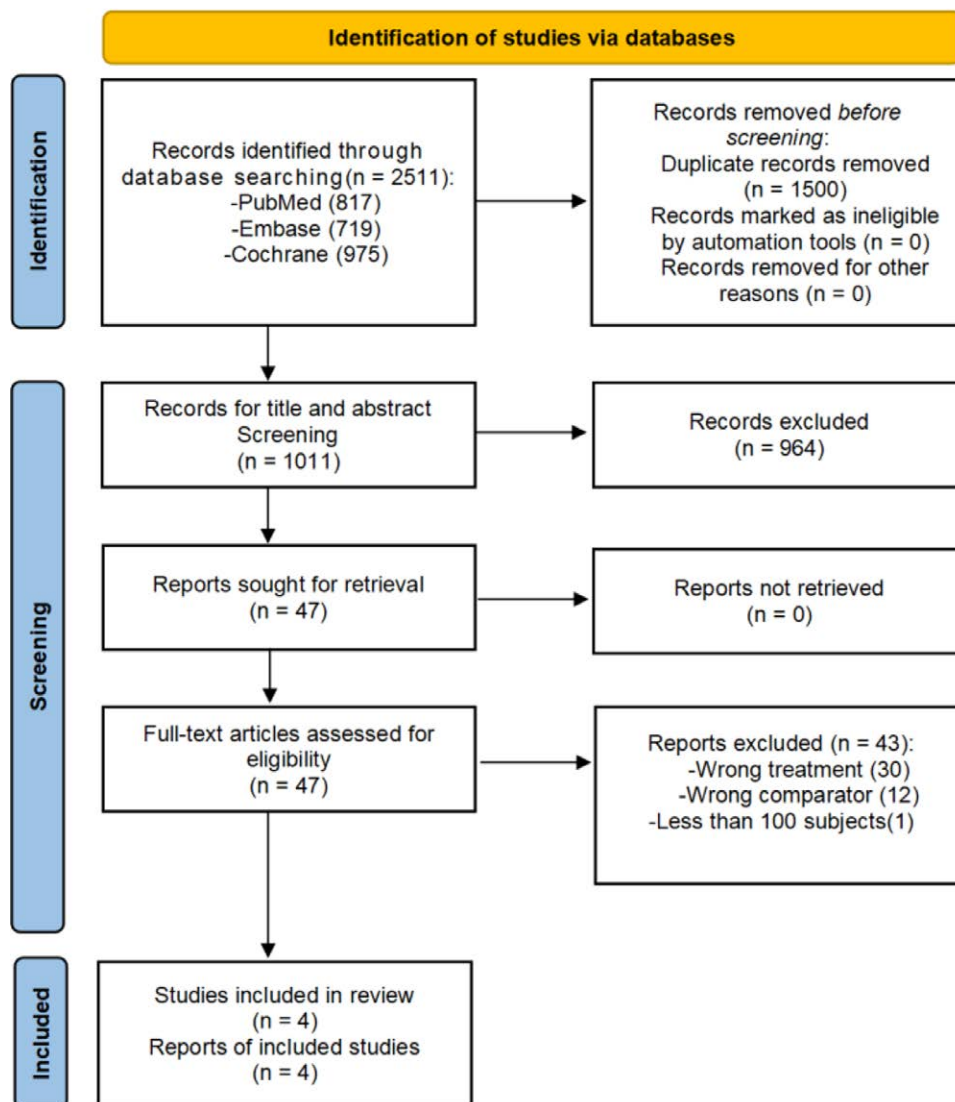 Identification of studies via databases
Identification
Records identified through
database searching(n = 2511):
-PubMed (817)
-Embase (719)
-Cochrane (975)
Records removed before
screening:
Duplicate records removed
(n = 1500)
Records marked as ineligible
by automation tools (n = 0)
Records removed for other
reasons (n = 0)
Screening
Records for title and abstract
Screening
(n = 1011)
Records excluded
(n = 964)
Reports sought for retrieval
(n = 47)
Reports not retrieved
(n = 0)
Full-text articles assessed for
eligibility
(n = 47)
Reports excluded (n = 43):
-Wrong treatment (30)
-Wrong comparator (12)
-Less than 100 subjects(1)
Included
Studies included in review
(n = 4)
Reports of included studies
(n = 4)